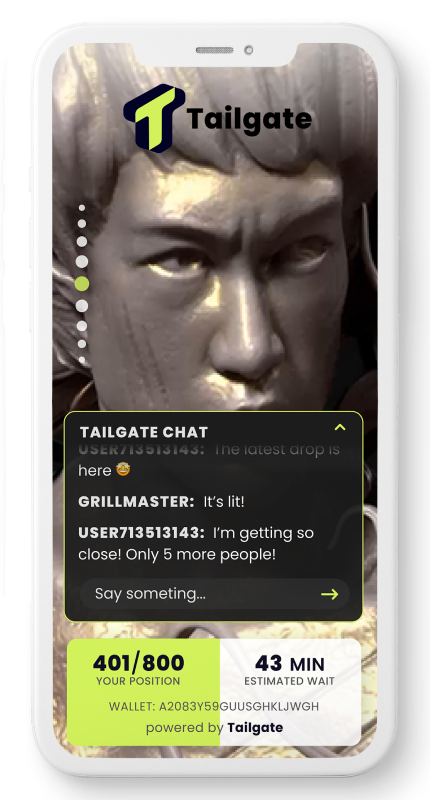 Tailgate
TAILGATE CHAT
USER713513143: The latest drop is
here 🤩
GRILLMASTER: It’s lit!
USER713513143: I’m getting so
close! Only 5 more people!
Say someting...
401/800
YOUR POSITION
43 MIN
ESTIMATED WAIT
WALLET: A2083Y59GUUSGHKLJWGH
powered by Tailgate